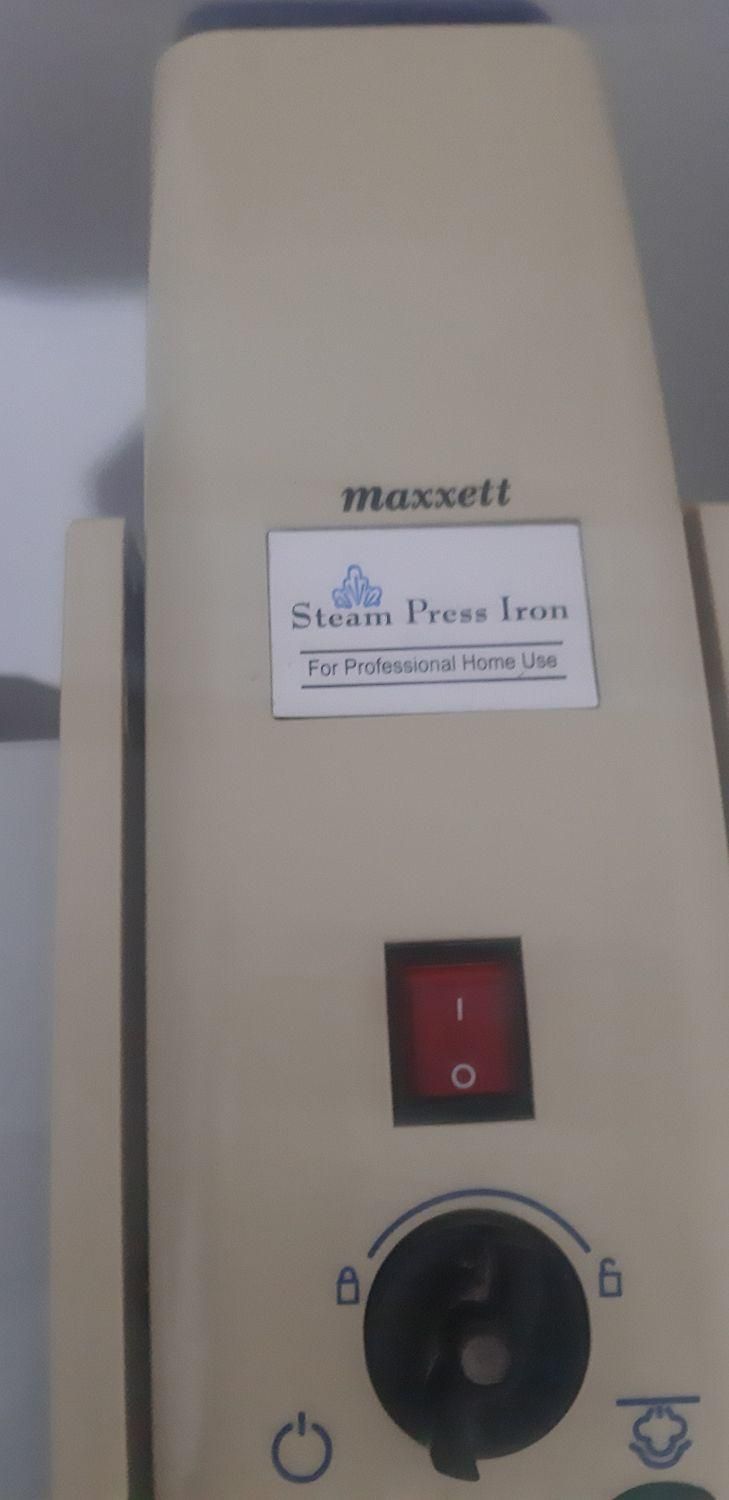 maxxett
Steam Press Iron
For Professional Home Use
I
O